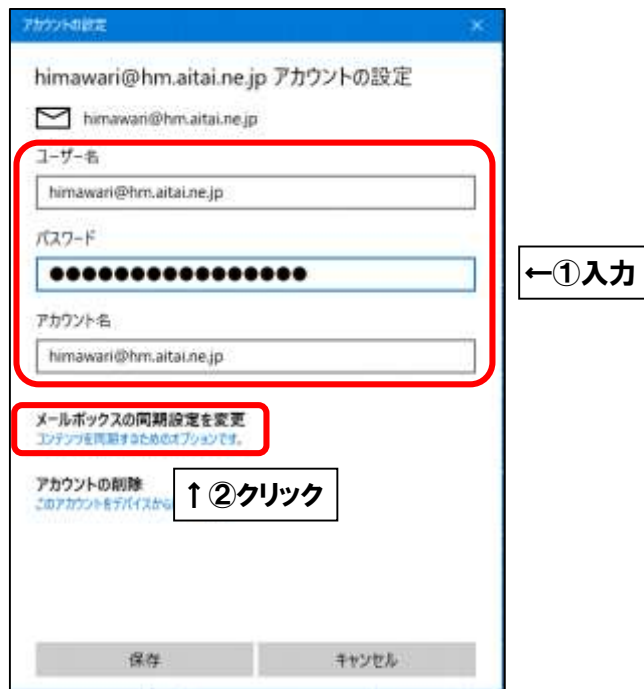 アカウントの設定
himawari@hm.aitai.ne.jp アカウントの設定
himawari@hm.aitai.ne.jp
ユーザー名
himawari@hm.aitai.ne.jp
パスワード
●●●●●●●●●●●●●●●●
←①入力
アカウント名
himawari@hm.aitai.ne.jp
メールボックスの同期設定を変更
コンテンツを同期するためのオプションです。
アカウントの削除
このアカウントをデバイスから
↑②クリック
保存
キャンセル